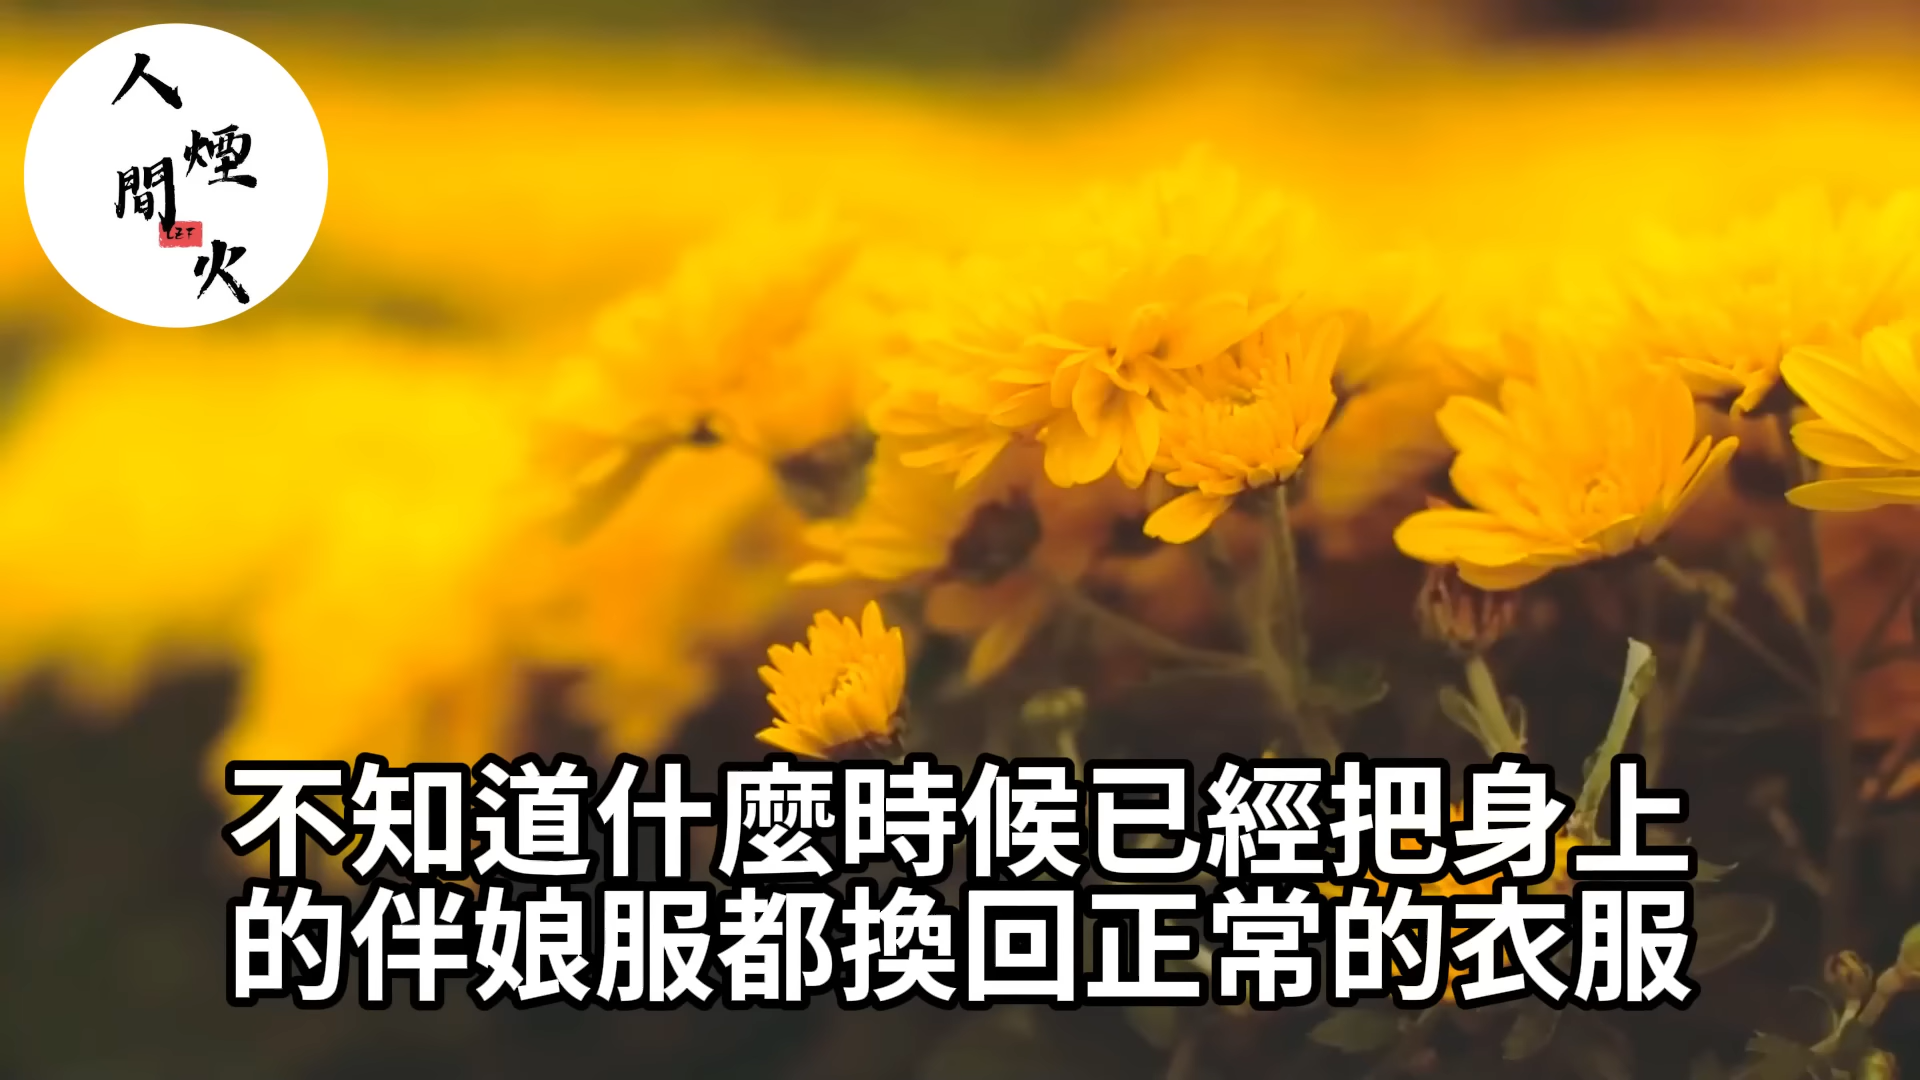 人間煙火
LZF
不知道什麼時候已經把身上
的伴娘服都換回正常的衣服